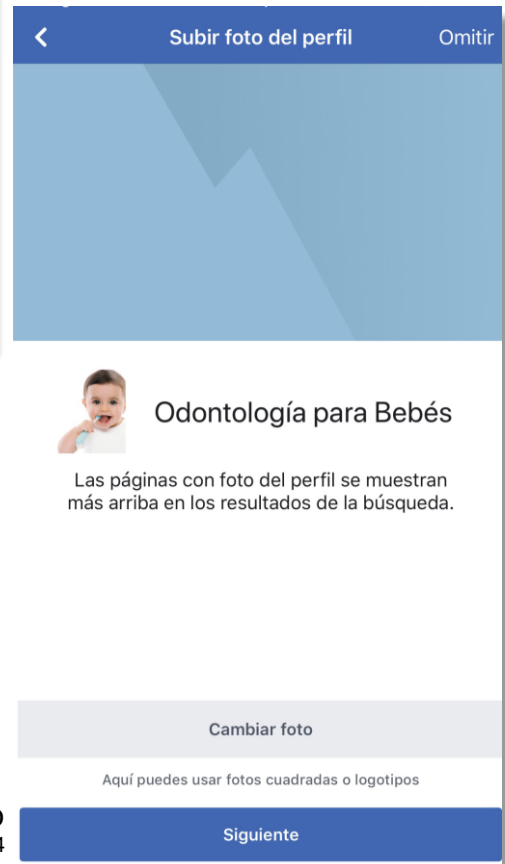 Subir foto del perfil
Omitir
Odontología para Bebés
Las páginas con foto del perfil se muestran
más arriba en los resultados de la búsqueda.
Cambiar foto
Aquí puedes usar fotos cuadradas o logotipos
Siguiente